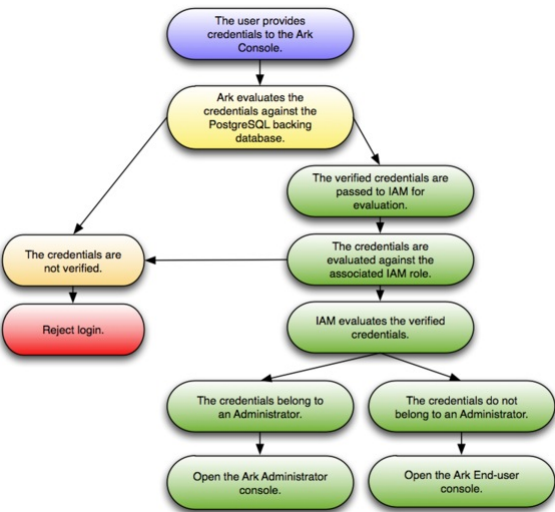 The user provides
credentials to the Ark
Console.
Ark evaluates the
credentials against the
PostgreSQL backing
database.
The verified credentials are
passed to IAM for
evaluation.
The credentials are
not verified.
The credentials are
evaluated against the
associated IAM role.
Reject login.
IAM evaluates the verified
credentials.
The credentials belong to
an Administrator.
The credentials do not
belong to an Administrator.
Open the Ark Administrator
console.
Open the Ark End-user
console.